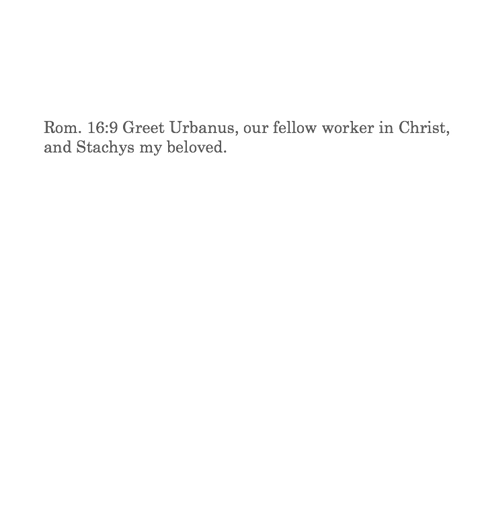 Rom. 16:9 Greet Urbanus, our fellow worker in Christ,
and Stachys my beloved.